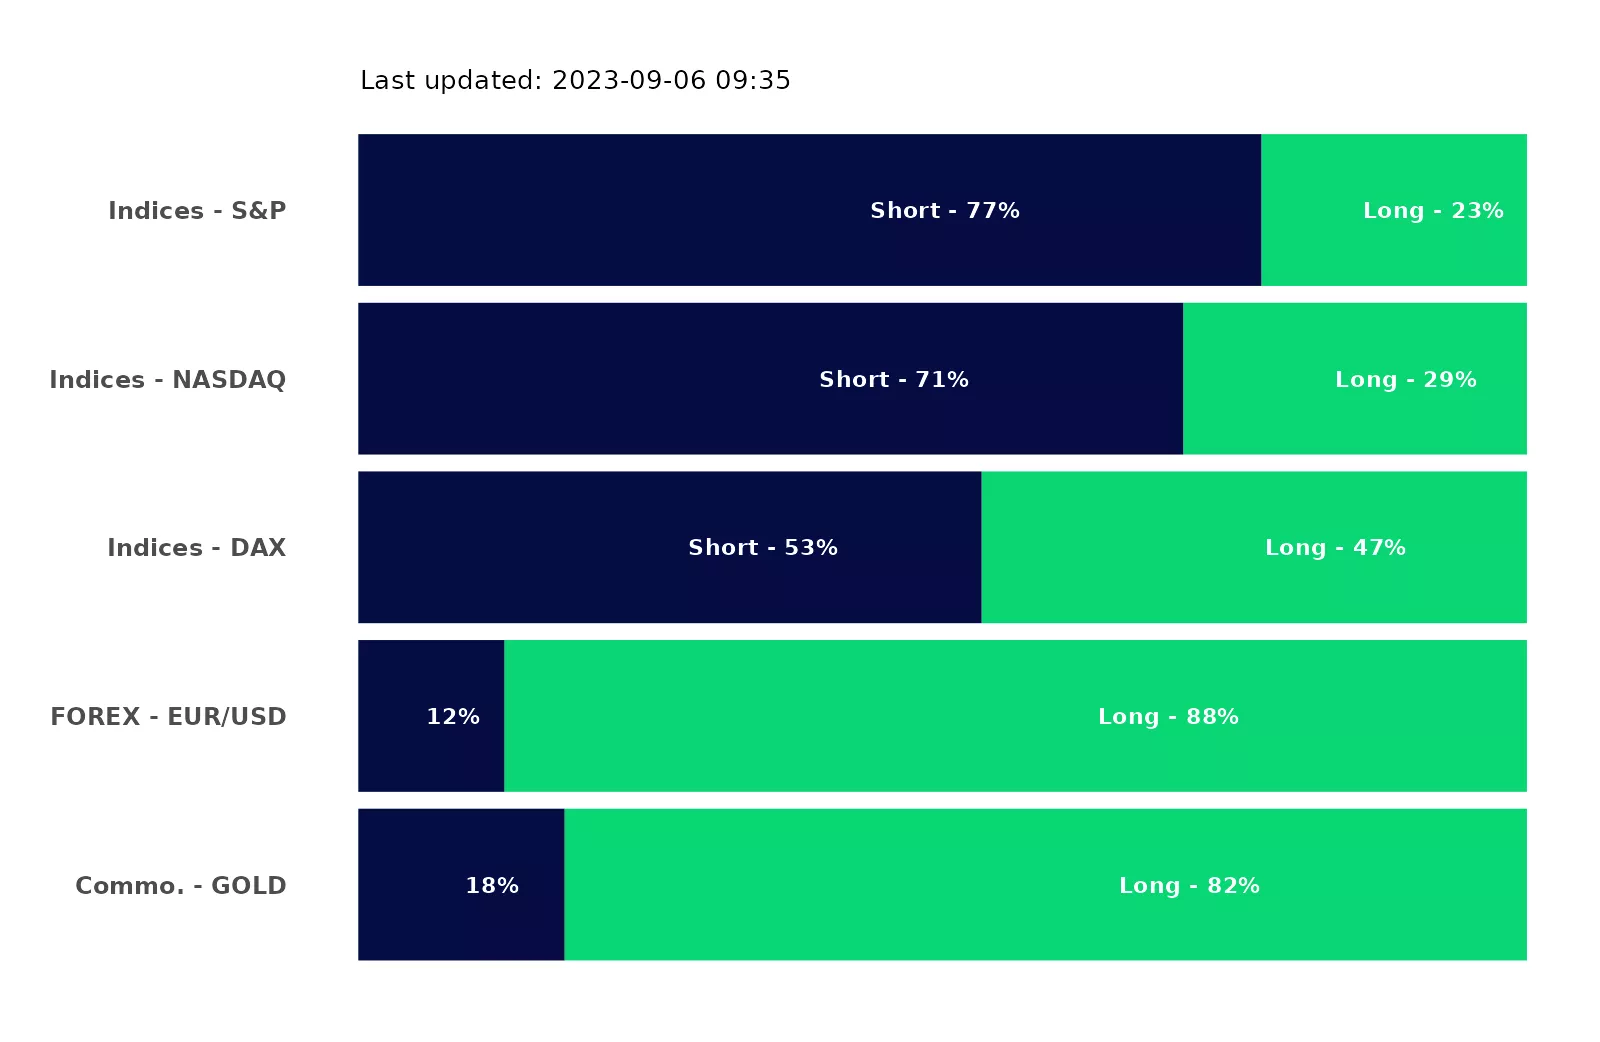 Last updated: 2023-09-06 09:35
Indices - S&P Short - 77% Long - 23%
Indices - NASDAQ Short - 71% Long - 29%
Indices - DAX Short - 53% Long - 47%
FOREX - EUR/USD 12% Long - 88%
Commo. - GOLD 18% Long - 82%